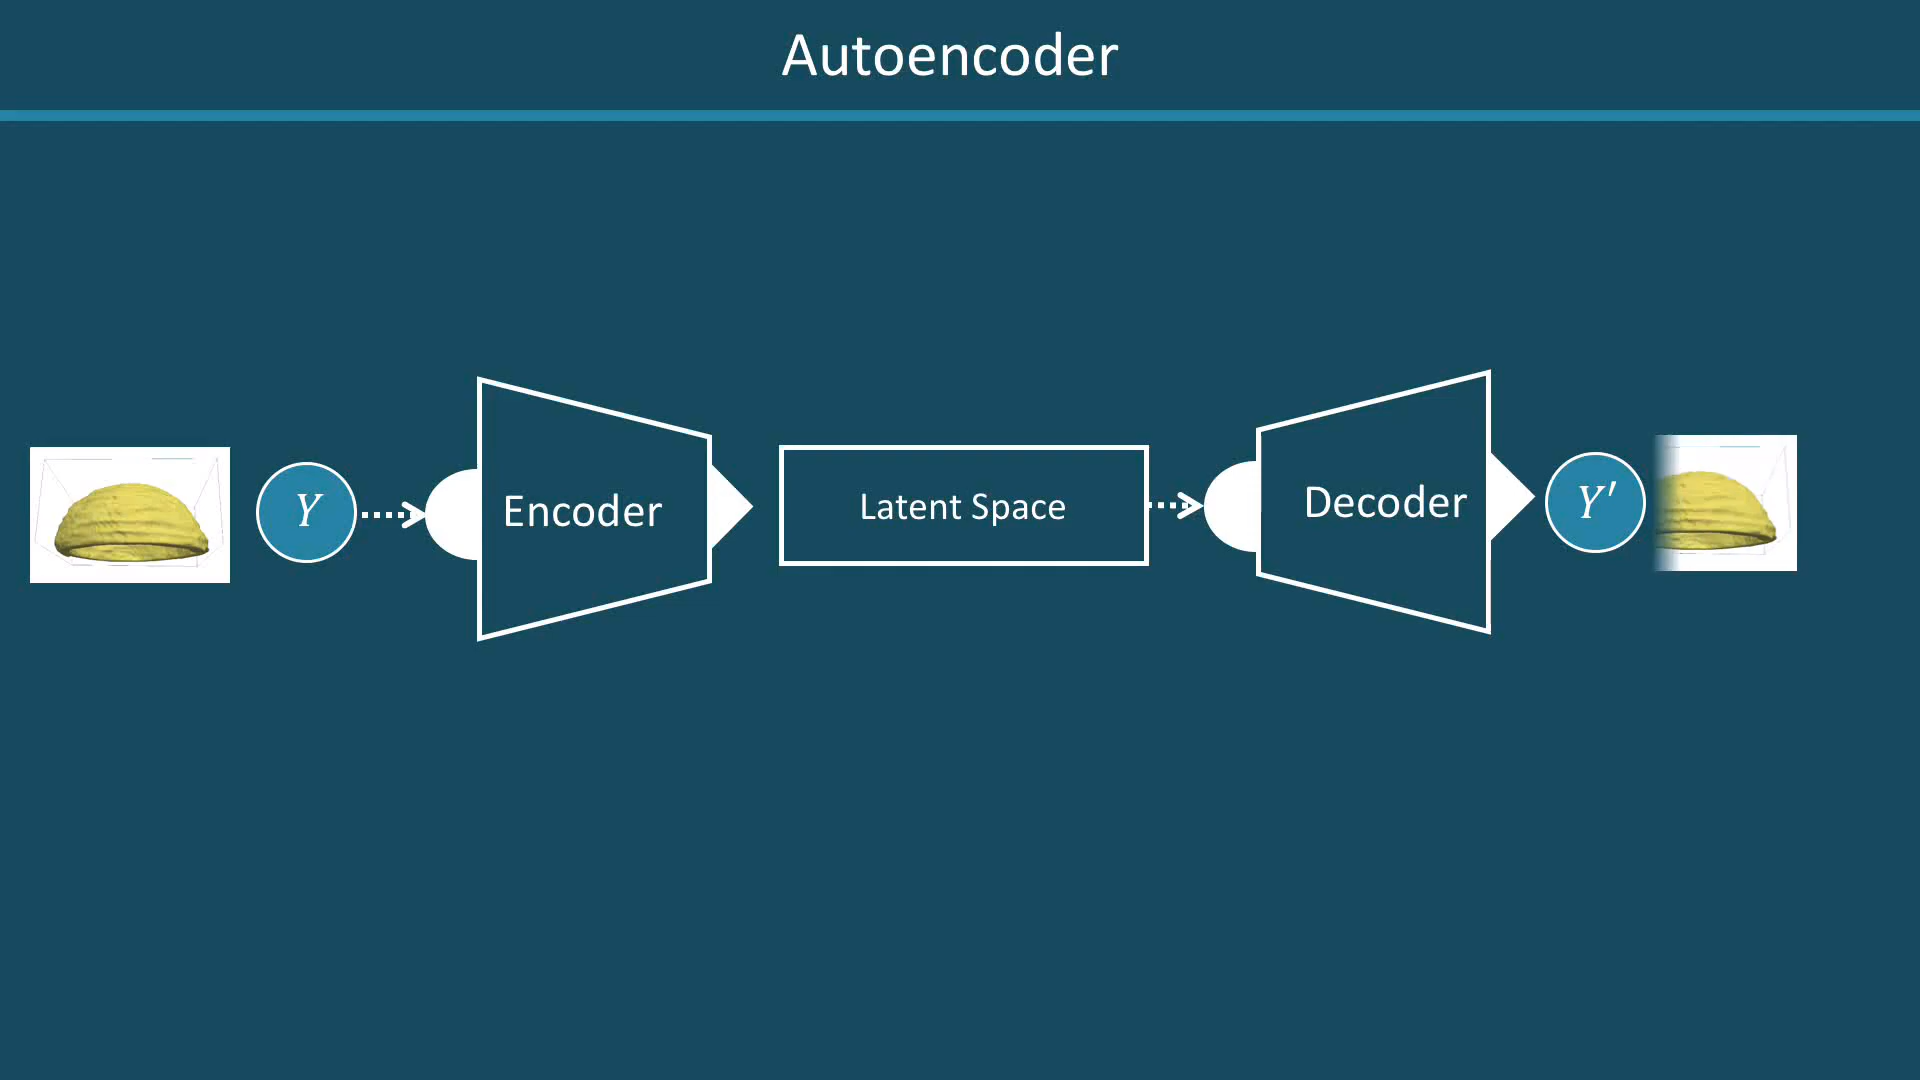 Autoencoder
Y
Encoder
Latent Space
Decoder
Y′